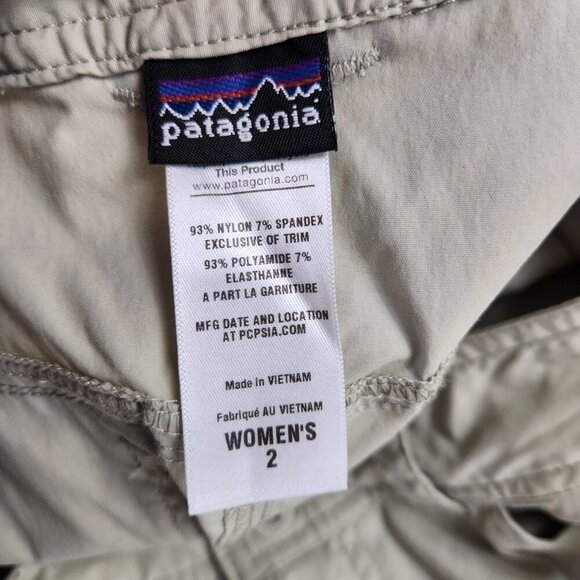 patagonia
This Product
www.patagonia.com
93% NYLON 7% SPANDEX
EXCLUSIVE OF TRIM
93% POLYAMIDE 7%
ELASTHANNE
A PART LA GARNITURE
MFG DATE AND LOCATION
AT PCPSIA.COM
Made in VIETNAM
Fabriqué AU VIETNAM
WOMEN'S
2